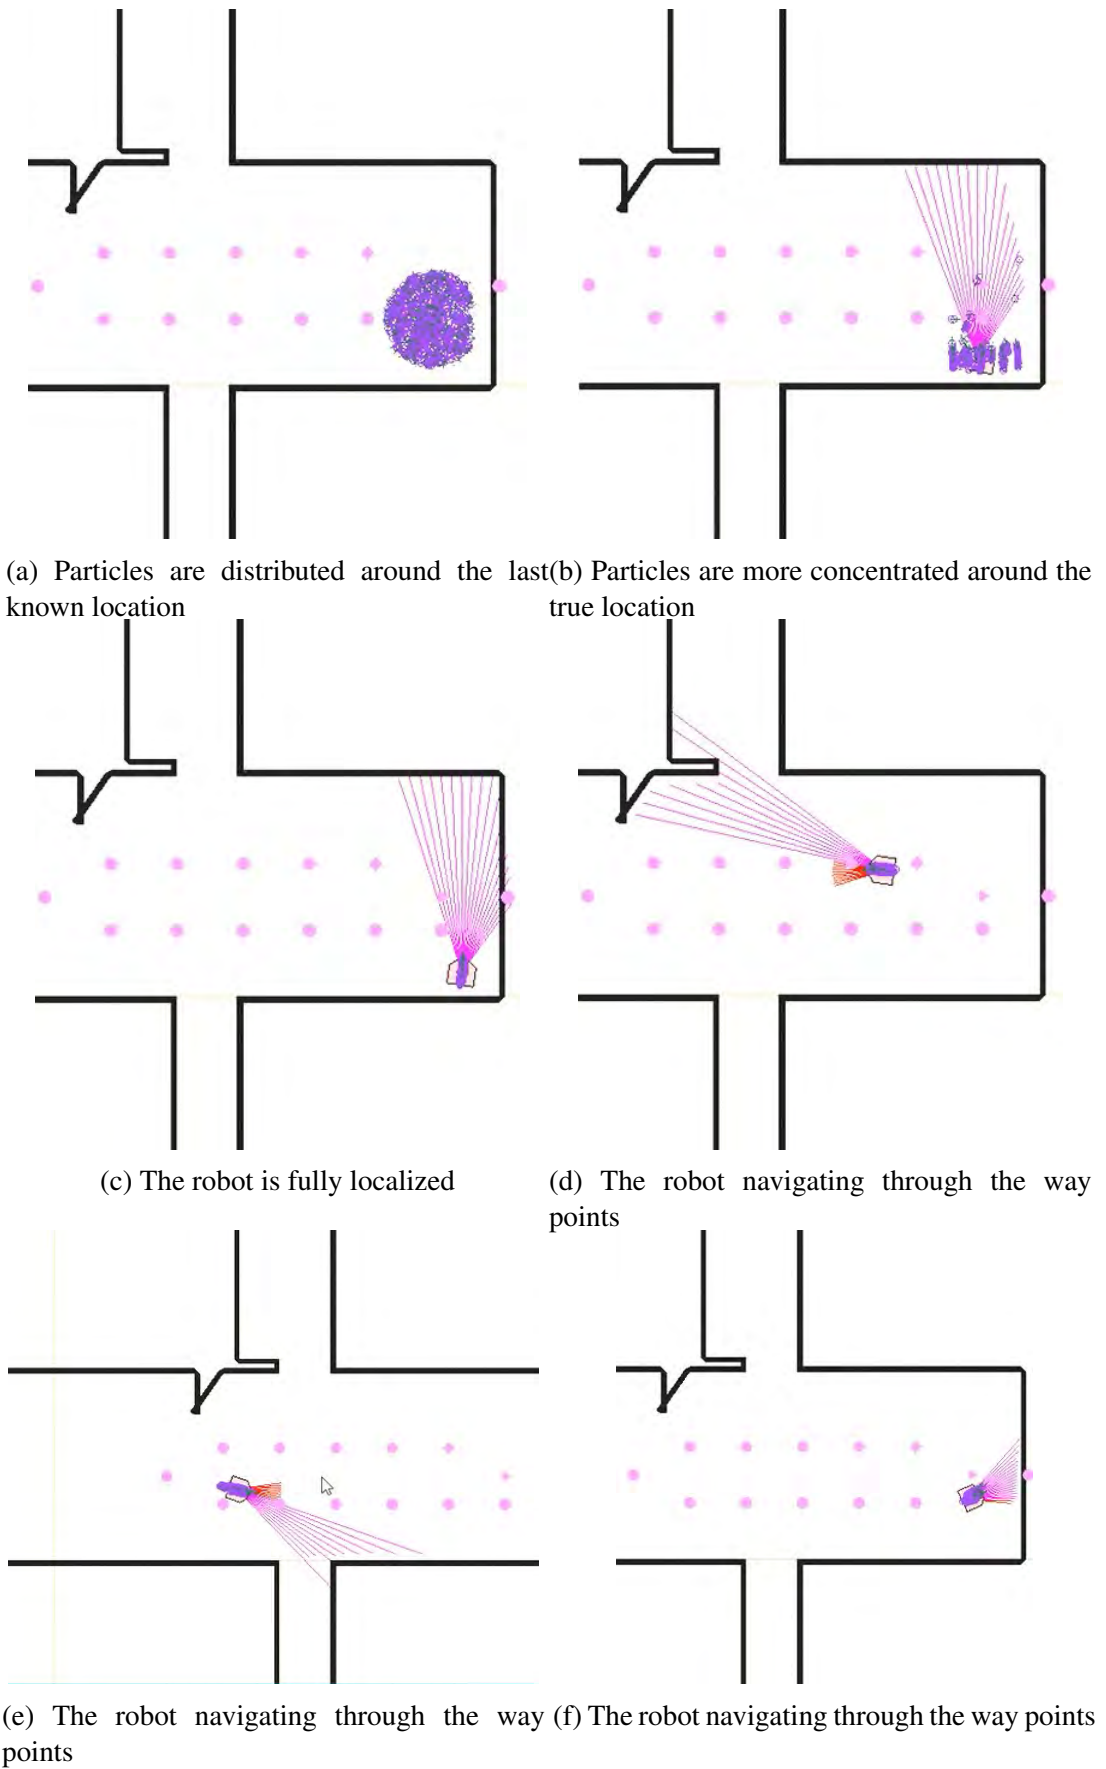 (a) Particles are distributed around the last
known location
(b) Particles are more concentrated around the
true location
(c) The robot is fully localized
(d) The robot navigating through the way
points
(e) The robot navigating through the way
points
(f) The robot navigating through the way points